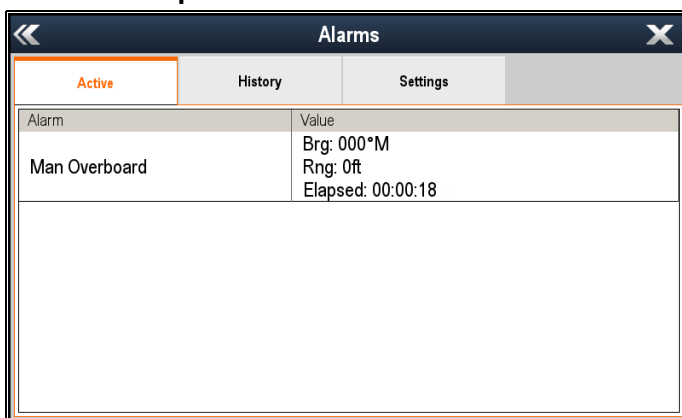 Alarms
Active History Settings
Alarm Value
Man Overboard
Brg: 000°M
Rng: 0ft
Elapsed: 00:00:18